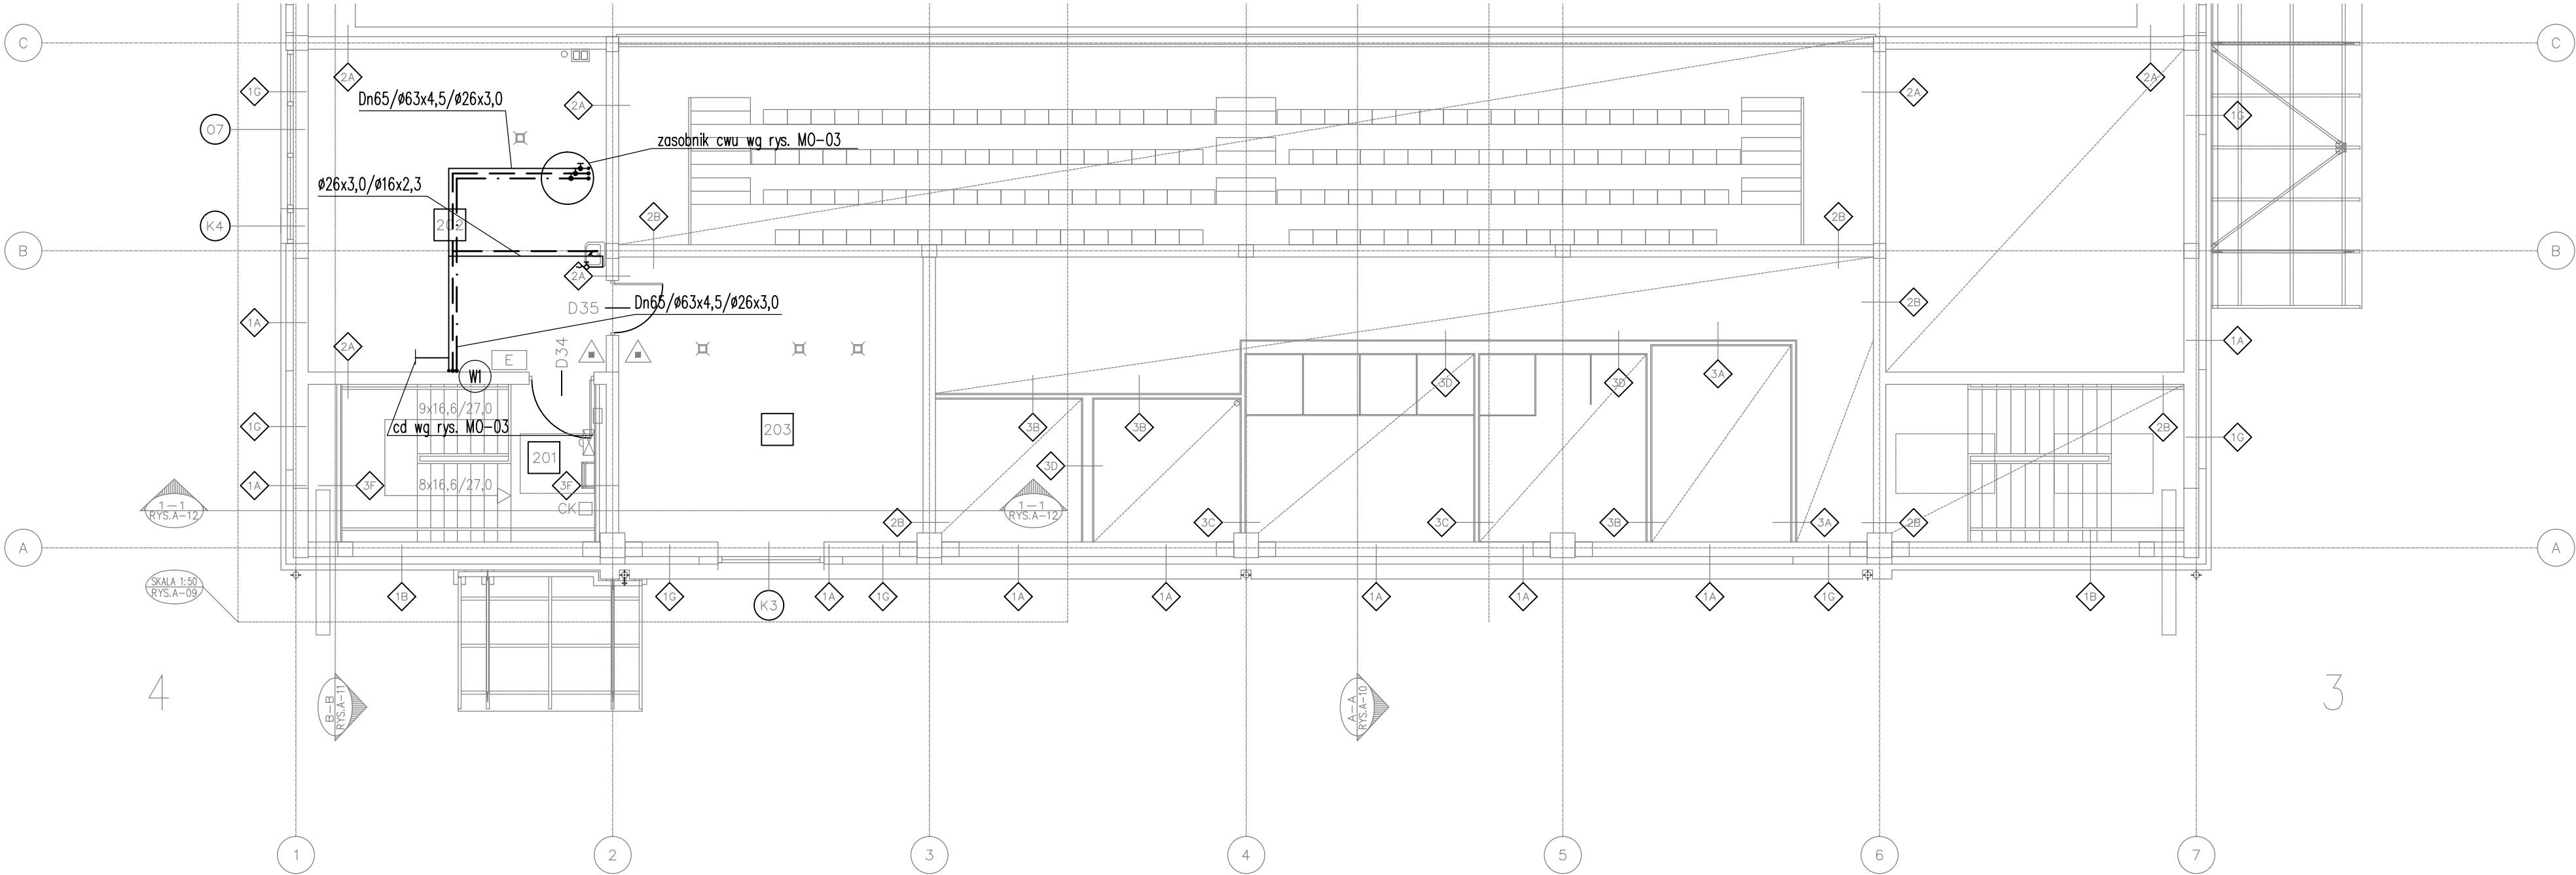 C
C
2A
2A
1G
Dn65/ø63x4,5/ø26x3,0
2A
2A
1G
O7
zasobnik cwu wg rys. MO-03
ø26x3,0/ø16x2,3
K4
202
2B
2B
B
B
2A
D35
Dn65/ø63x4,5/ø26x3,0
2B
1A
2A
1A
E
D34
W1
3D
3D
3A
9x16,6/27,0
cd wg rys. MO-03
1G
203
3B
3B
2B
1G
201
3D
8x16,6/27,0
1A
3F
3F
CK
1-1
RYS.A-12
1-1
RYS.A-12
2B
3C
3C
3B
3A
2B
A
A
SKALA 1:50
RYS.A-09
1B
1G
K3
1A
1G
1A
1A
1A
1A
1A
1G
1B
4
B-B
RYS.A-11
A-A
RYS.A-10
3
1
2
3
4
5
6
7